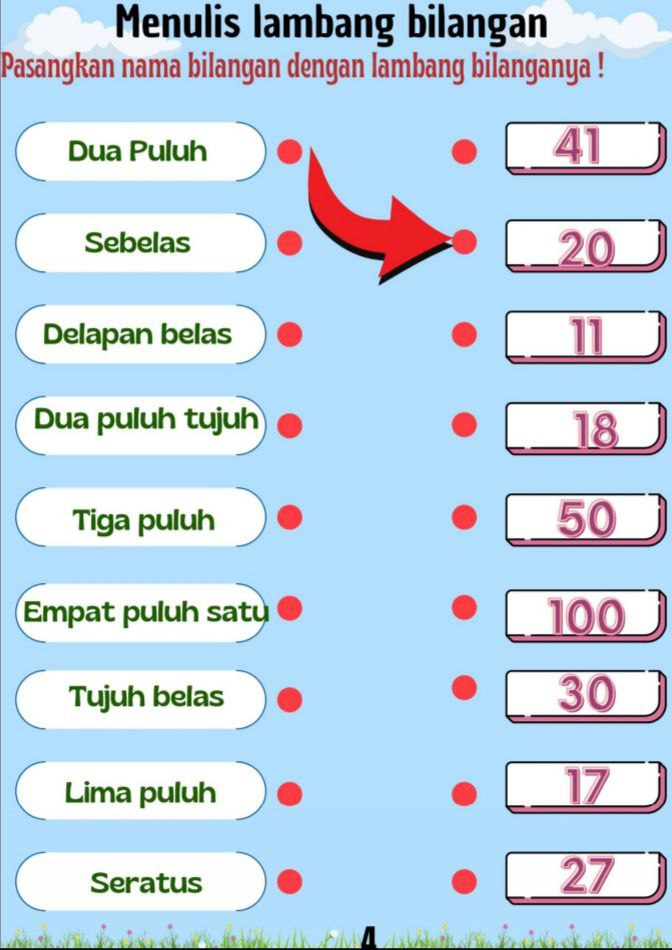 Menulis lambang bilangan
Pasangkan nama bilangan dengan lambang bilanganya !
Dua Puluh 41
Sebelas 20
Delapan belas 11
Dua puluh tujuh 18
Tiga puluh 50
Empat puluh satu 100
Tujuh belas 30
Lima puluh 17
Seratus 27
4